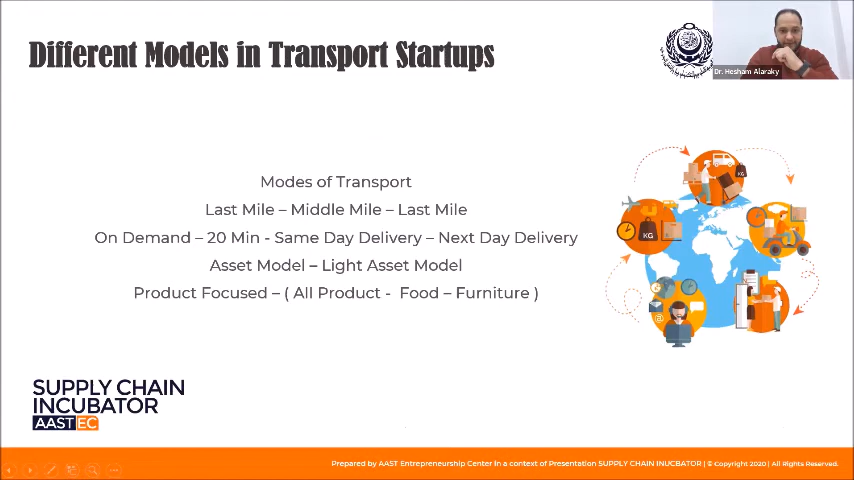 Different Models in Transport Startups
Dr. Hesham Alaraky
Modes of Transport
Last Mile – Middle Mile – Last Mile
On Demand – 20 Min - Same Day Delivery – Next Day Delivery
Asset Model – Light Asset Model
Product Focused – ( All Product - Food – Furniture )
KG
KG
@
SUPPLY CHAIN
INCUBATOR
AAST EC
Prepared by AAST Entrepreneurship Center in a context of Presentation SUPPLY CHAIN INUCBATOR | © Copyright 2020 | All Rights Reserved.